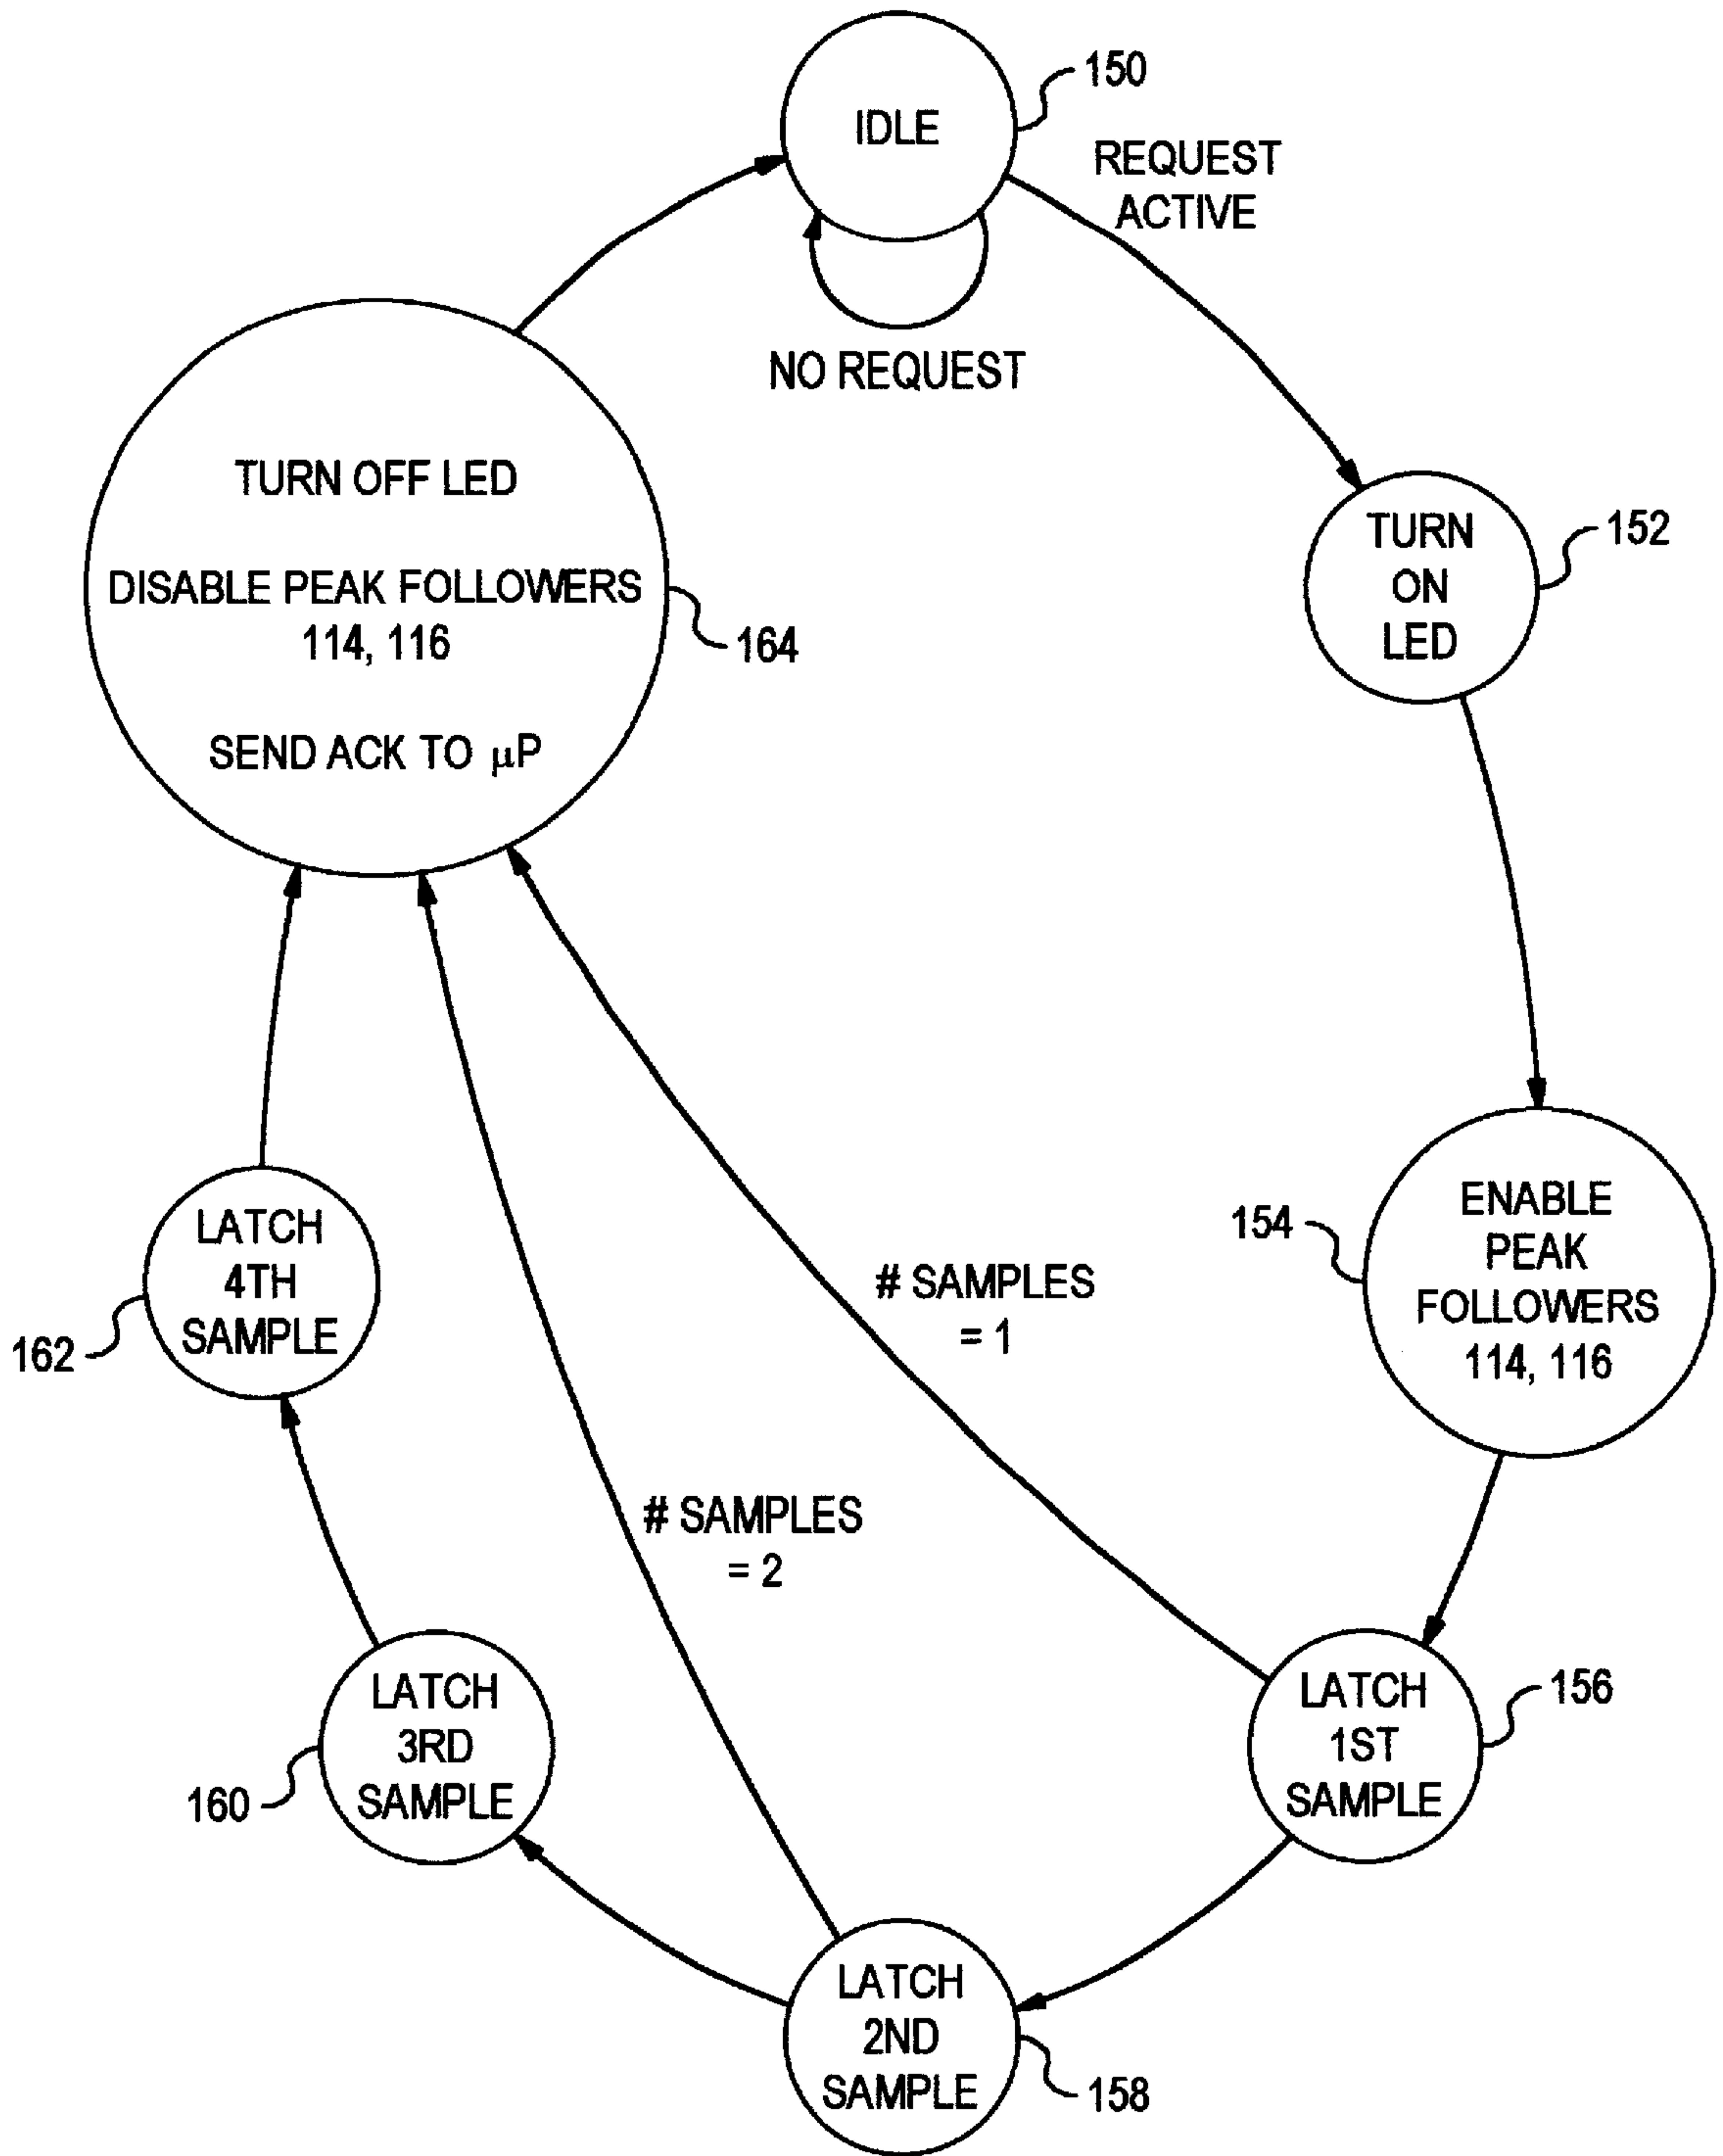 IDLE
150
REQUEST
ACTIVE
NO REQUEST
TURN
ON
LED
152
TURN OFF LED
DISABLE PEAK FOLLOWERS
114, 116
SEND ACK TO μP
164
ENABLE
PEAK
FOLLOWERS
114, 116
154
# SAMPLES
= 1
LATCH
4TH
SAMPLE
162
# SAMPLES
= 2
LATCH
1ST
SAMPLE
156
LATCH
3RD
SAMPLE
160
LATCH
2ND
SAMPLE
158